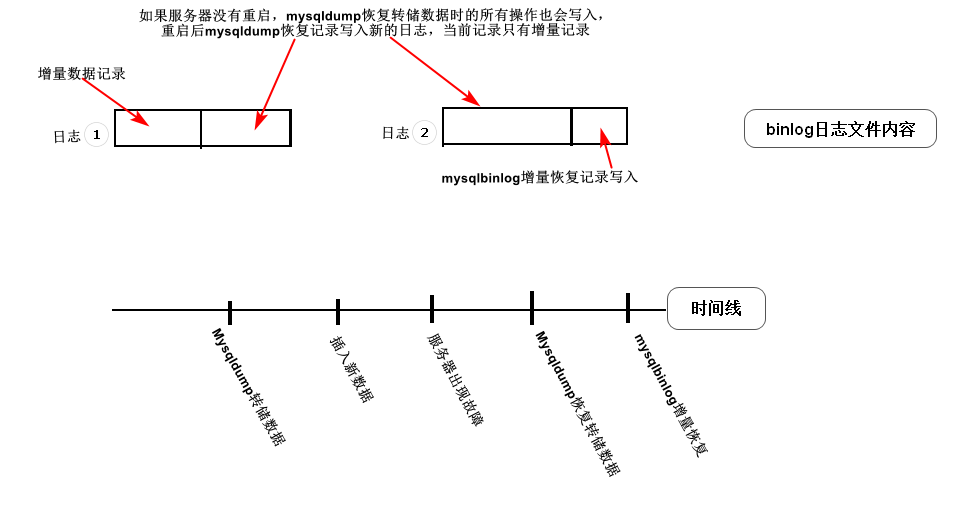 如果服务器没有重启，mysqldump恢复转储数据时的所有操作也会写入，
重启后mysqldump恢复记录写入新的日志，当前记录只有增量记录
增量数据记录
日志 1
日志 2
binlog日志文件内容
mysqlbinlog增量恢复记录写入
时间线
Mysqldump转储数据
插入新数据
服务器出现故障
Mysqldump恢复转储数据
mysqlbinlog增量恢复